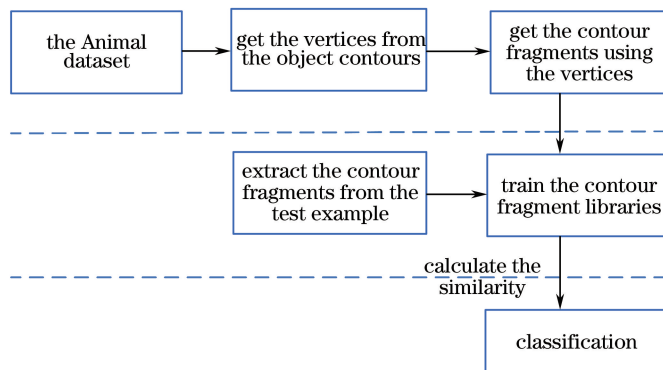 the Animal
dataset
get the vertices from
the object contours
get the contour
fragments using
the vertices
extract the contour
fragments from the
test example
train the contour
fragment libraries
calculate the
similarity
classification